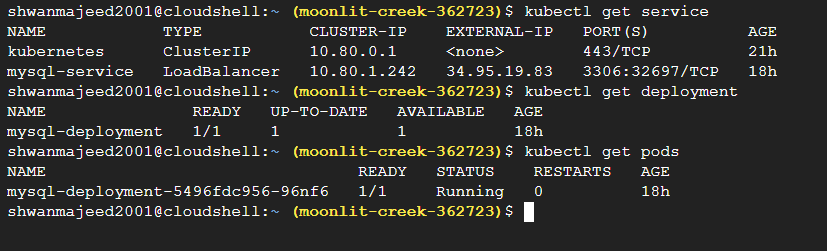 shwanmajeed2001@cloudshell:~ (moonlit-creek-362723)$ kubectl get service
NAME TYPE CLUSTER-IP EXTERNAL-IP PORT(S) AGE
kubernetes ClusterIP 10.80.0.1 <none> 443/TCP 21h
mysql-service LoadBalancer 10.80.1.242 34.95.19.83 3306:32697/TCP 18h
shwanmajeed2001@cloudshell:~ (moonlit-creek-362723)$ kubectl get deployment
NAME READY UP-TO-DATE AVAILABLE AGE
mysql-deployment 1/1 1 1 18h
shwanmajeed2001@cloudshell:~ (moonlit-creek-362723)$ kubectl get pods
NAME READY STATUS RESTARTS AGE
mysql-deployment-5496fdc956-96nf6 1/1 Running 0 18h
shwanmajeed2001@cloudshell:~ (moonlit-creek-362723)$